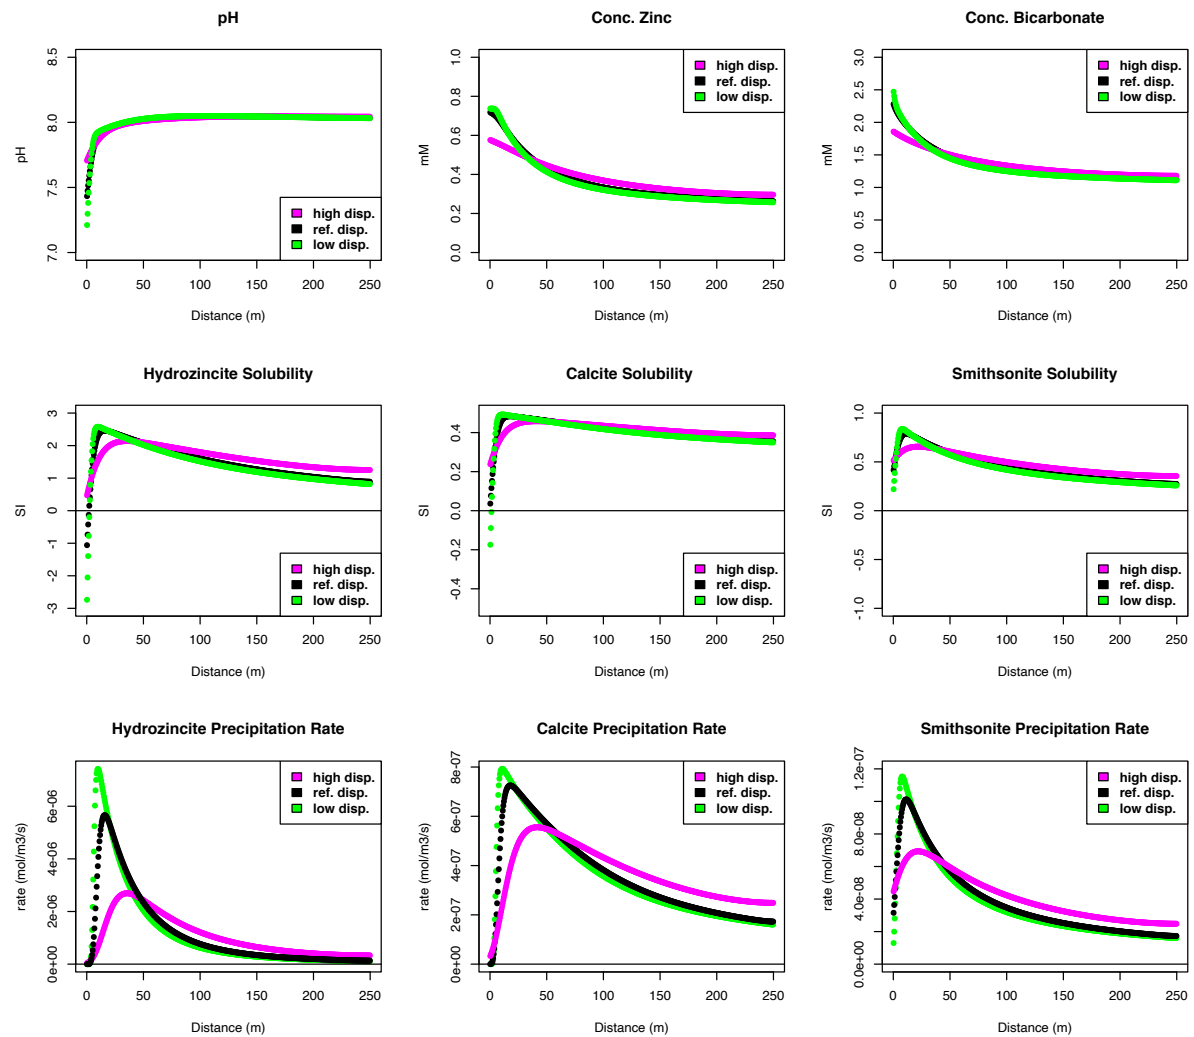 pH
8.5
8.0
7.5
7.0
pH
high disp.
ref. disp.
low disp.
0 50 100 150 200 250
Distance (m)
Conc. Zinc
1.0
0.8
0.6
0.4
0.2
0.0
mM
high disp.
ref. disp.
low disp.
0 50 100 150 200 250
Distance (m)
Conc. Bicarbonate
3.0
2.5
2.0
1.5
1.0
0.5
0.0
mM
high disp.
ref. disp.
low disp.
0 50 100 150 200 250
Distance (m)
Hydrozincite Solubility
3
2
1
0
-1
-2
-3
SI
high disp.
ref. disp.
low disp.
0 50 100 150 200 250
Distance (m)
Calcite Solubility
0.4
0.2
0.0
-0.2
-0.4
SI
high disp.
ref. disp.
low disp.
0 50 100 150 200 250
Distance (m)
Smithsonite Solubility
1.0
0.5
0.0
-0.5
-1.0
SI
high disp.
ref. disp.
low disp.
0 50 100 150 200 250
Distance (m)
Hydrozincite Precipitation Rate
6e-06
4e-06
2e-06
0e+00
rate (mol/m3/s)
high disp.
ref. disp.
low disp.
0 50 100 150 200 250
Distance (m)
Calcite Precipitation Rate
8e-07
6e-07
4e-07
2e-07
0e+00
rate (mol/m3/s)
high disp.
ref. disp.
low disp.
0 50 100 150 200 250
Distance (m)
Smithsonite Precipitation Rate
1.2e-07
8.0e-08
4.0e-08
0.0e+00
rate (mol/m3/s)
high disp.
ref. disp.
low disp.
0 50 100 150 200 250
Distance (m)